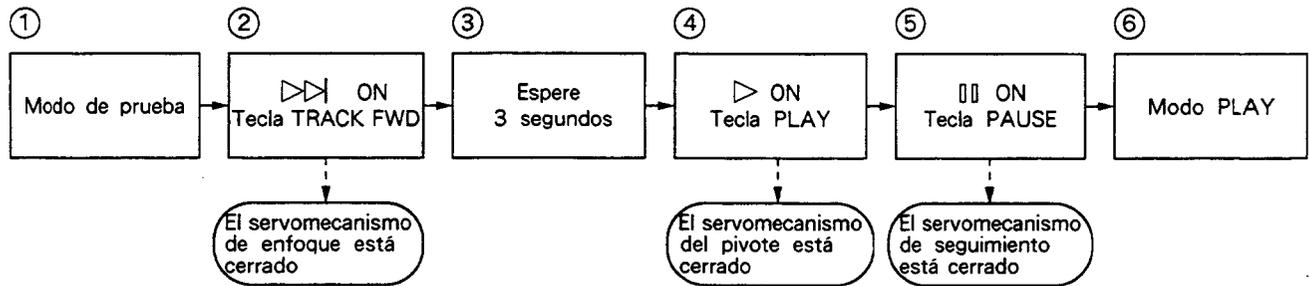 ①
Modo de prueba
②
▷▷| ON
Tecla TRACK FWD
El servomecanismo
de enfoque está
cerrado
③
Espere
3 segundos
④
▷ ON
Tecla PLAY
El servomecanismo
del pivote está
cerrado
⑤
▯▯ ON
Tecla PAUSE
El servomecanismo
de seguimiento
está cerrado
⑥
Modo PLAY